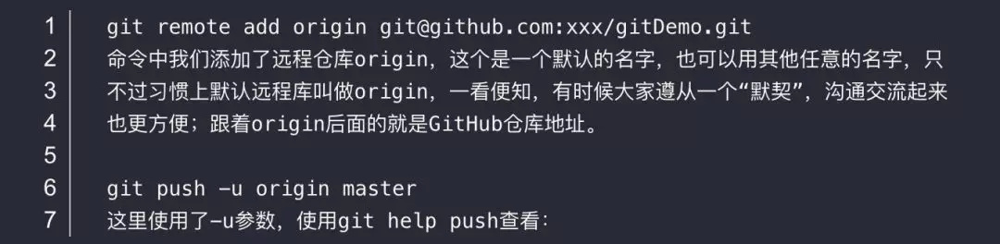 1 git remote add origin git@github.com:xxx/gitDemo.git
2 命令中我们添加了远程仓库origin，这个是一个默认的名字，也可以用其他任意的名字，只
3 不过习惯上默认远程库叫做origin，一看便知，有时候大家遵从一个“默契”，沟通交流起来
4 也更方便；跟着origin后面的就是GitHub仓库地址。
5
6 git push -u origin master
7 这里使用了-u参数，使用git help push查看：